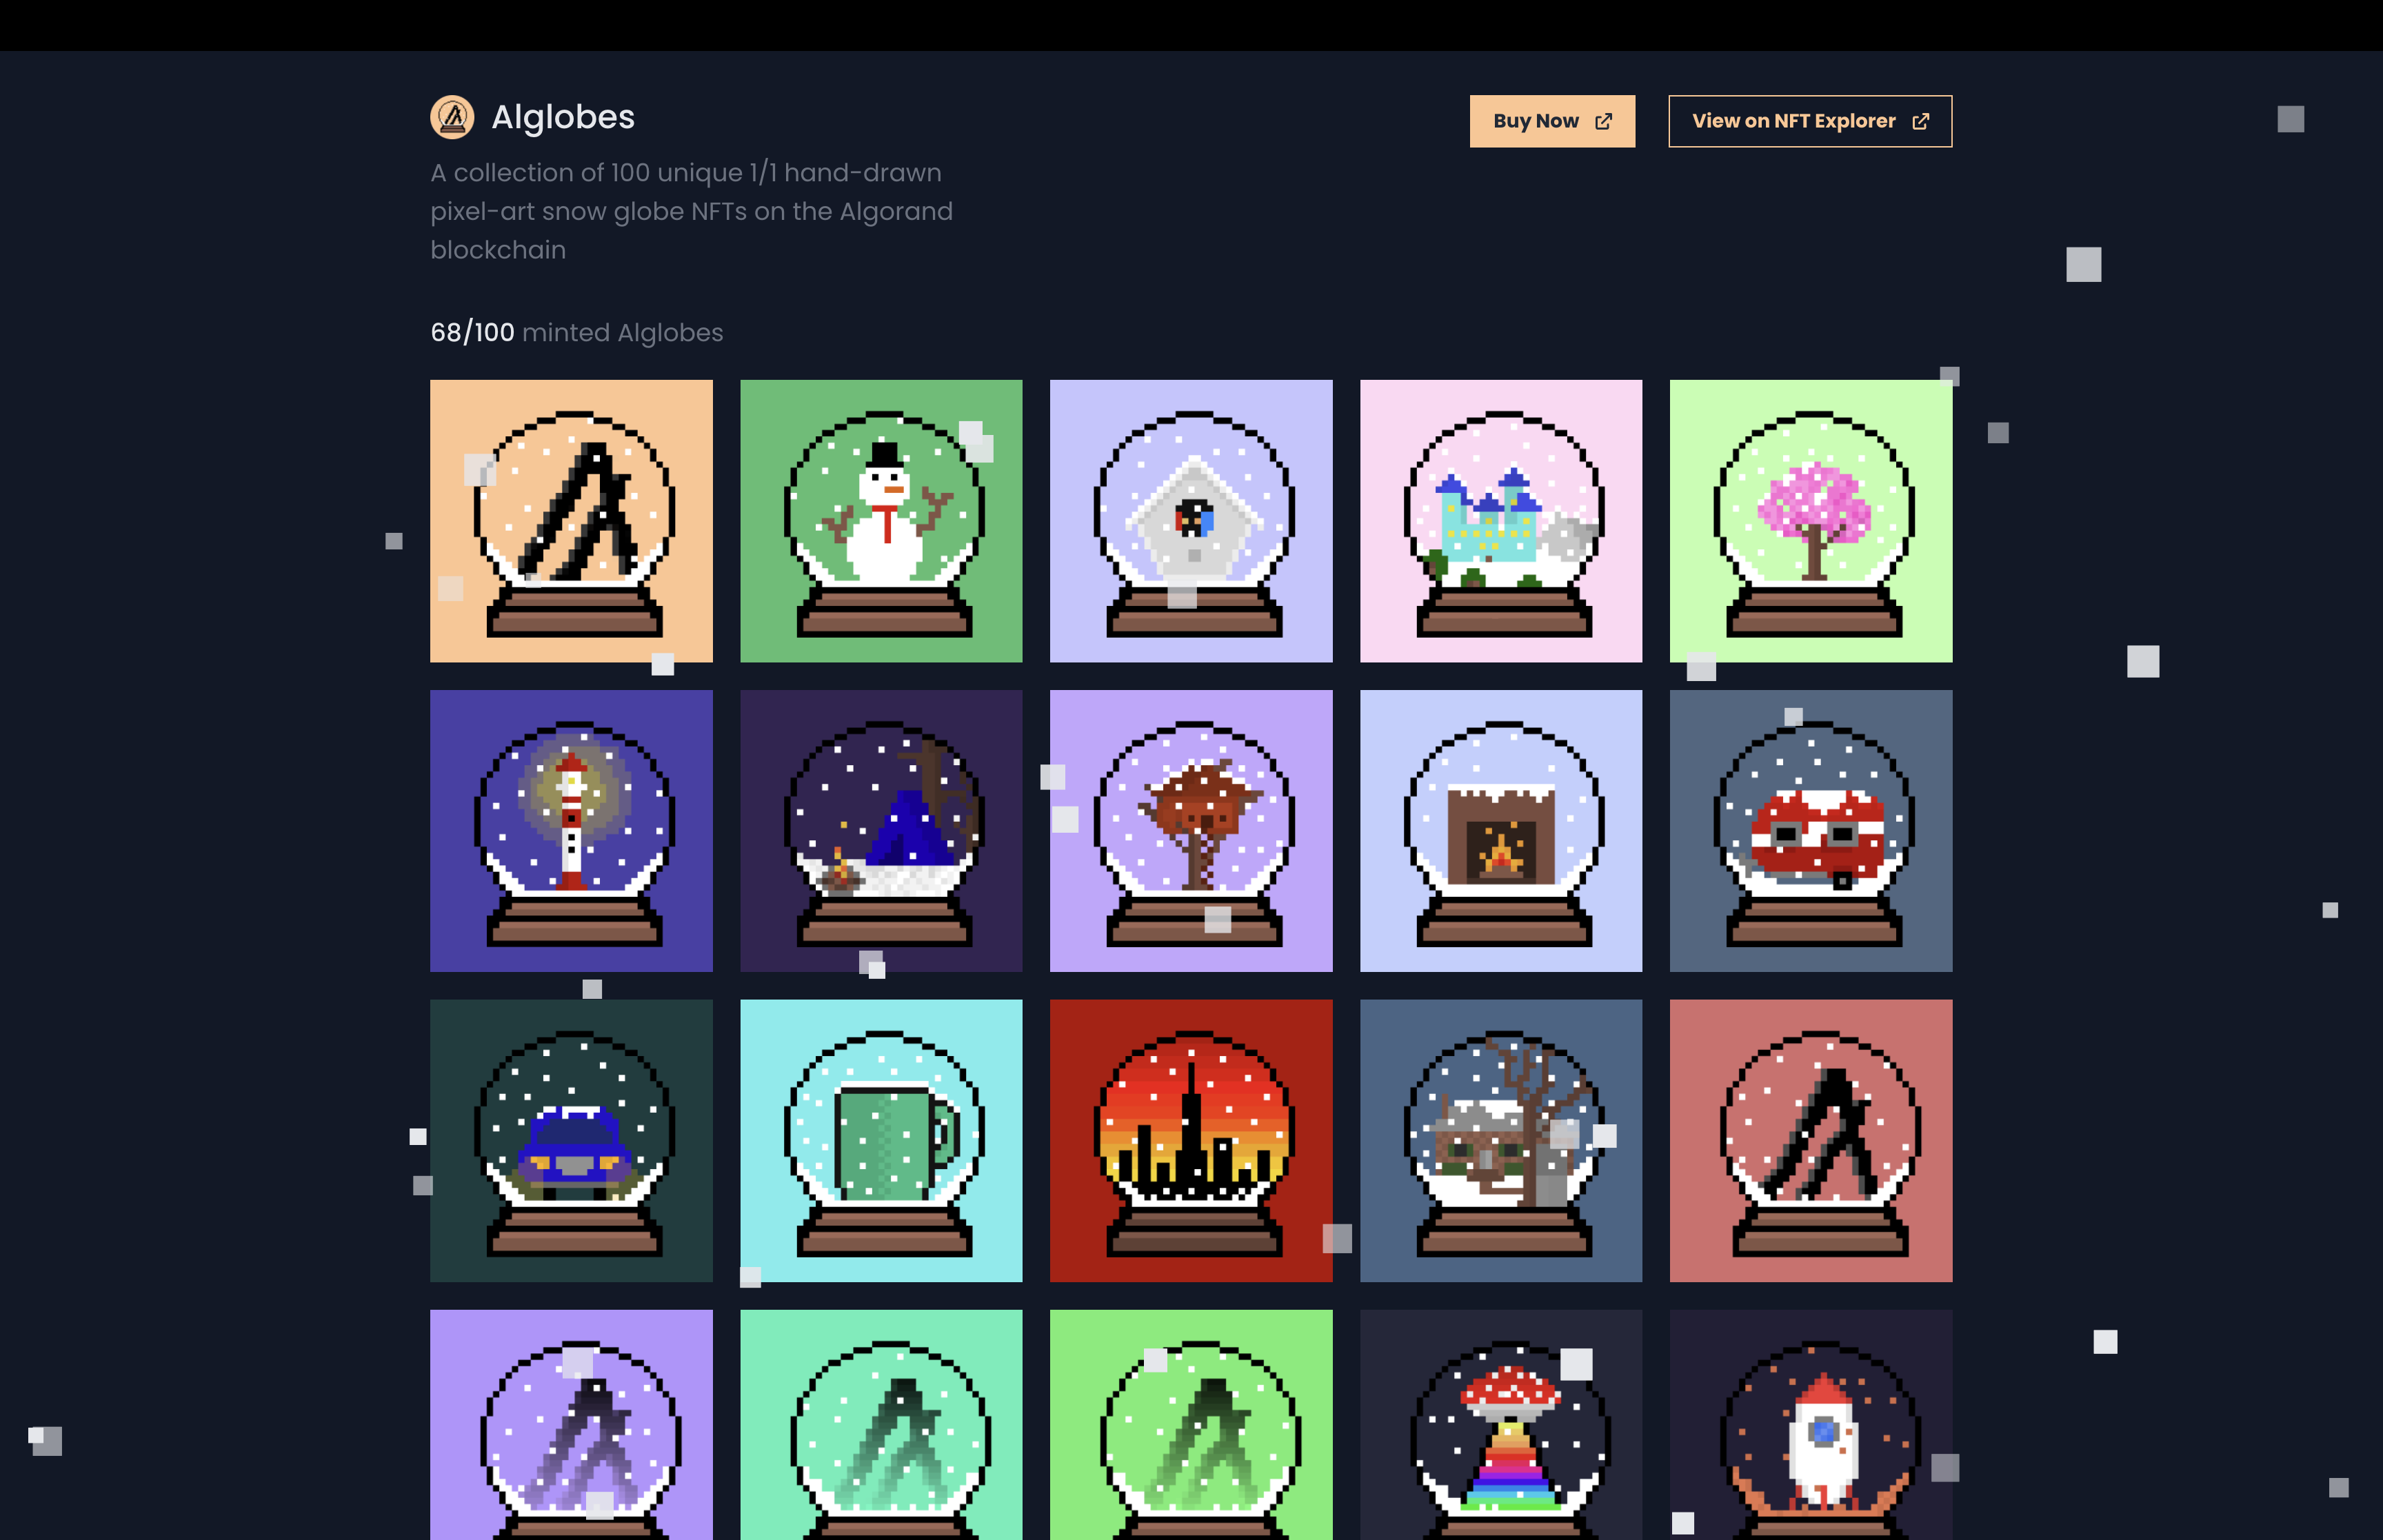 Alglobes
Buy Now
View on NFT Explorer
A collection of 100 unique 1/1 hand-drawn
pixel-art snow globe NFTs on the Algorand
blockchain
68/100 minted Alglobes